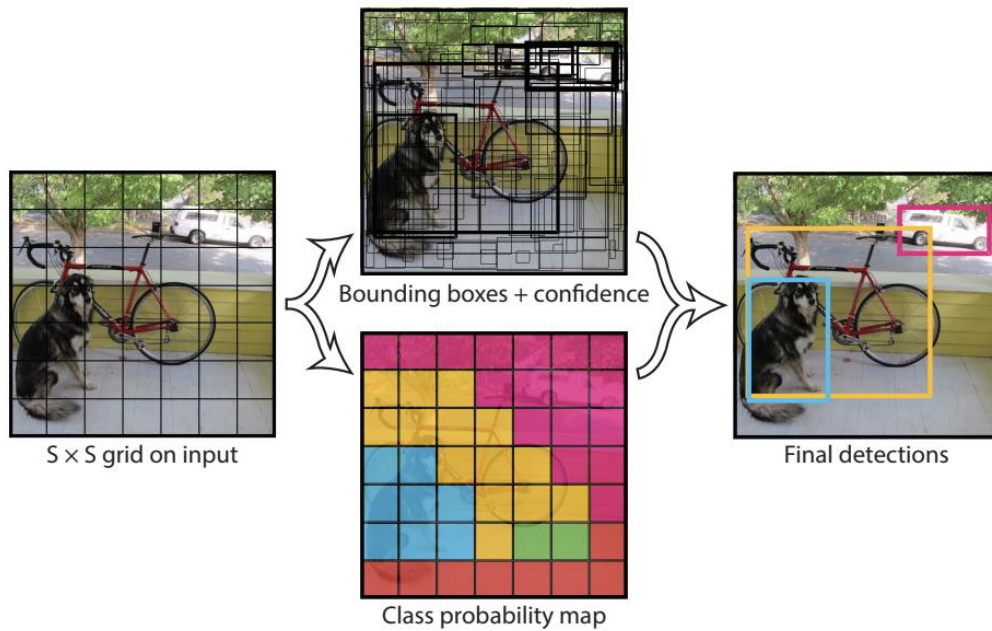 S × S grid on input
Bounding boxes + confidence
Class probability map
Final detections